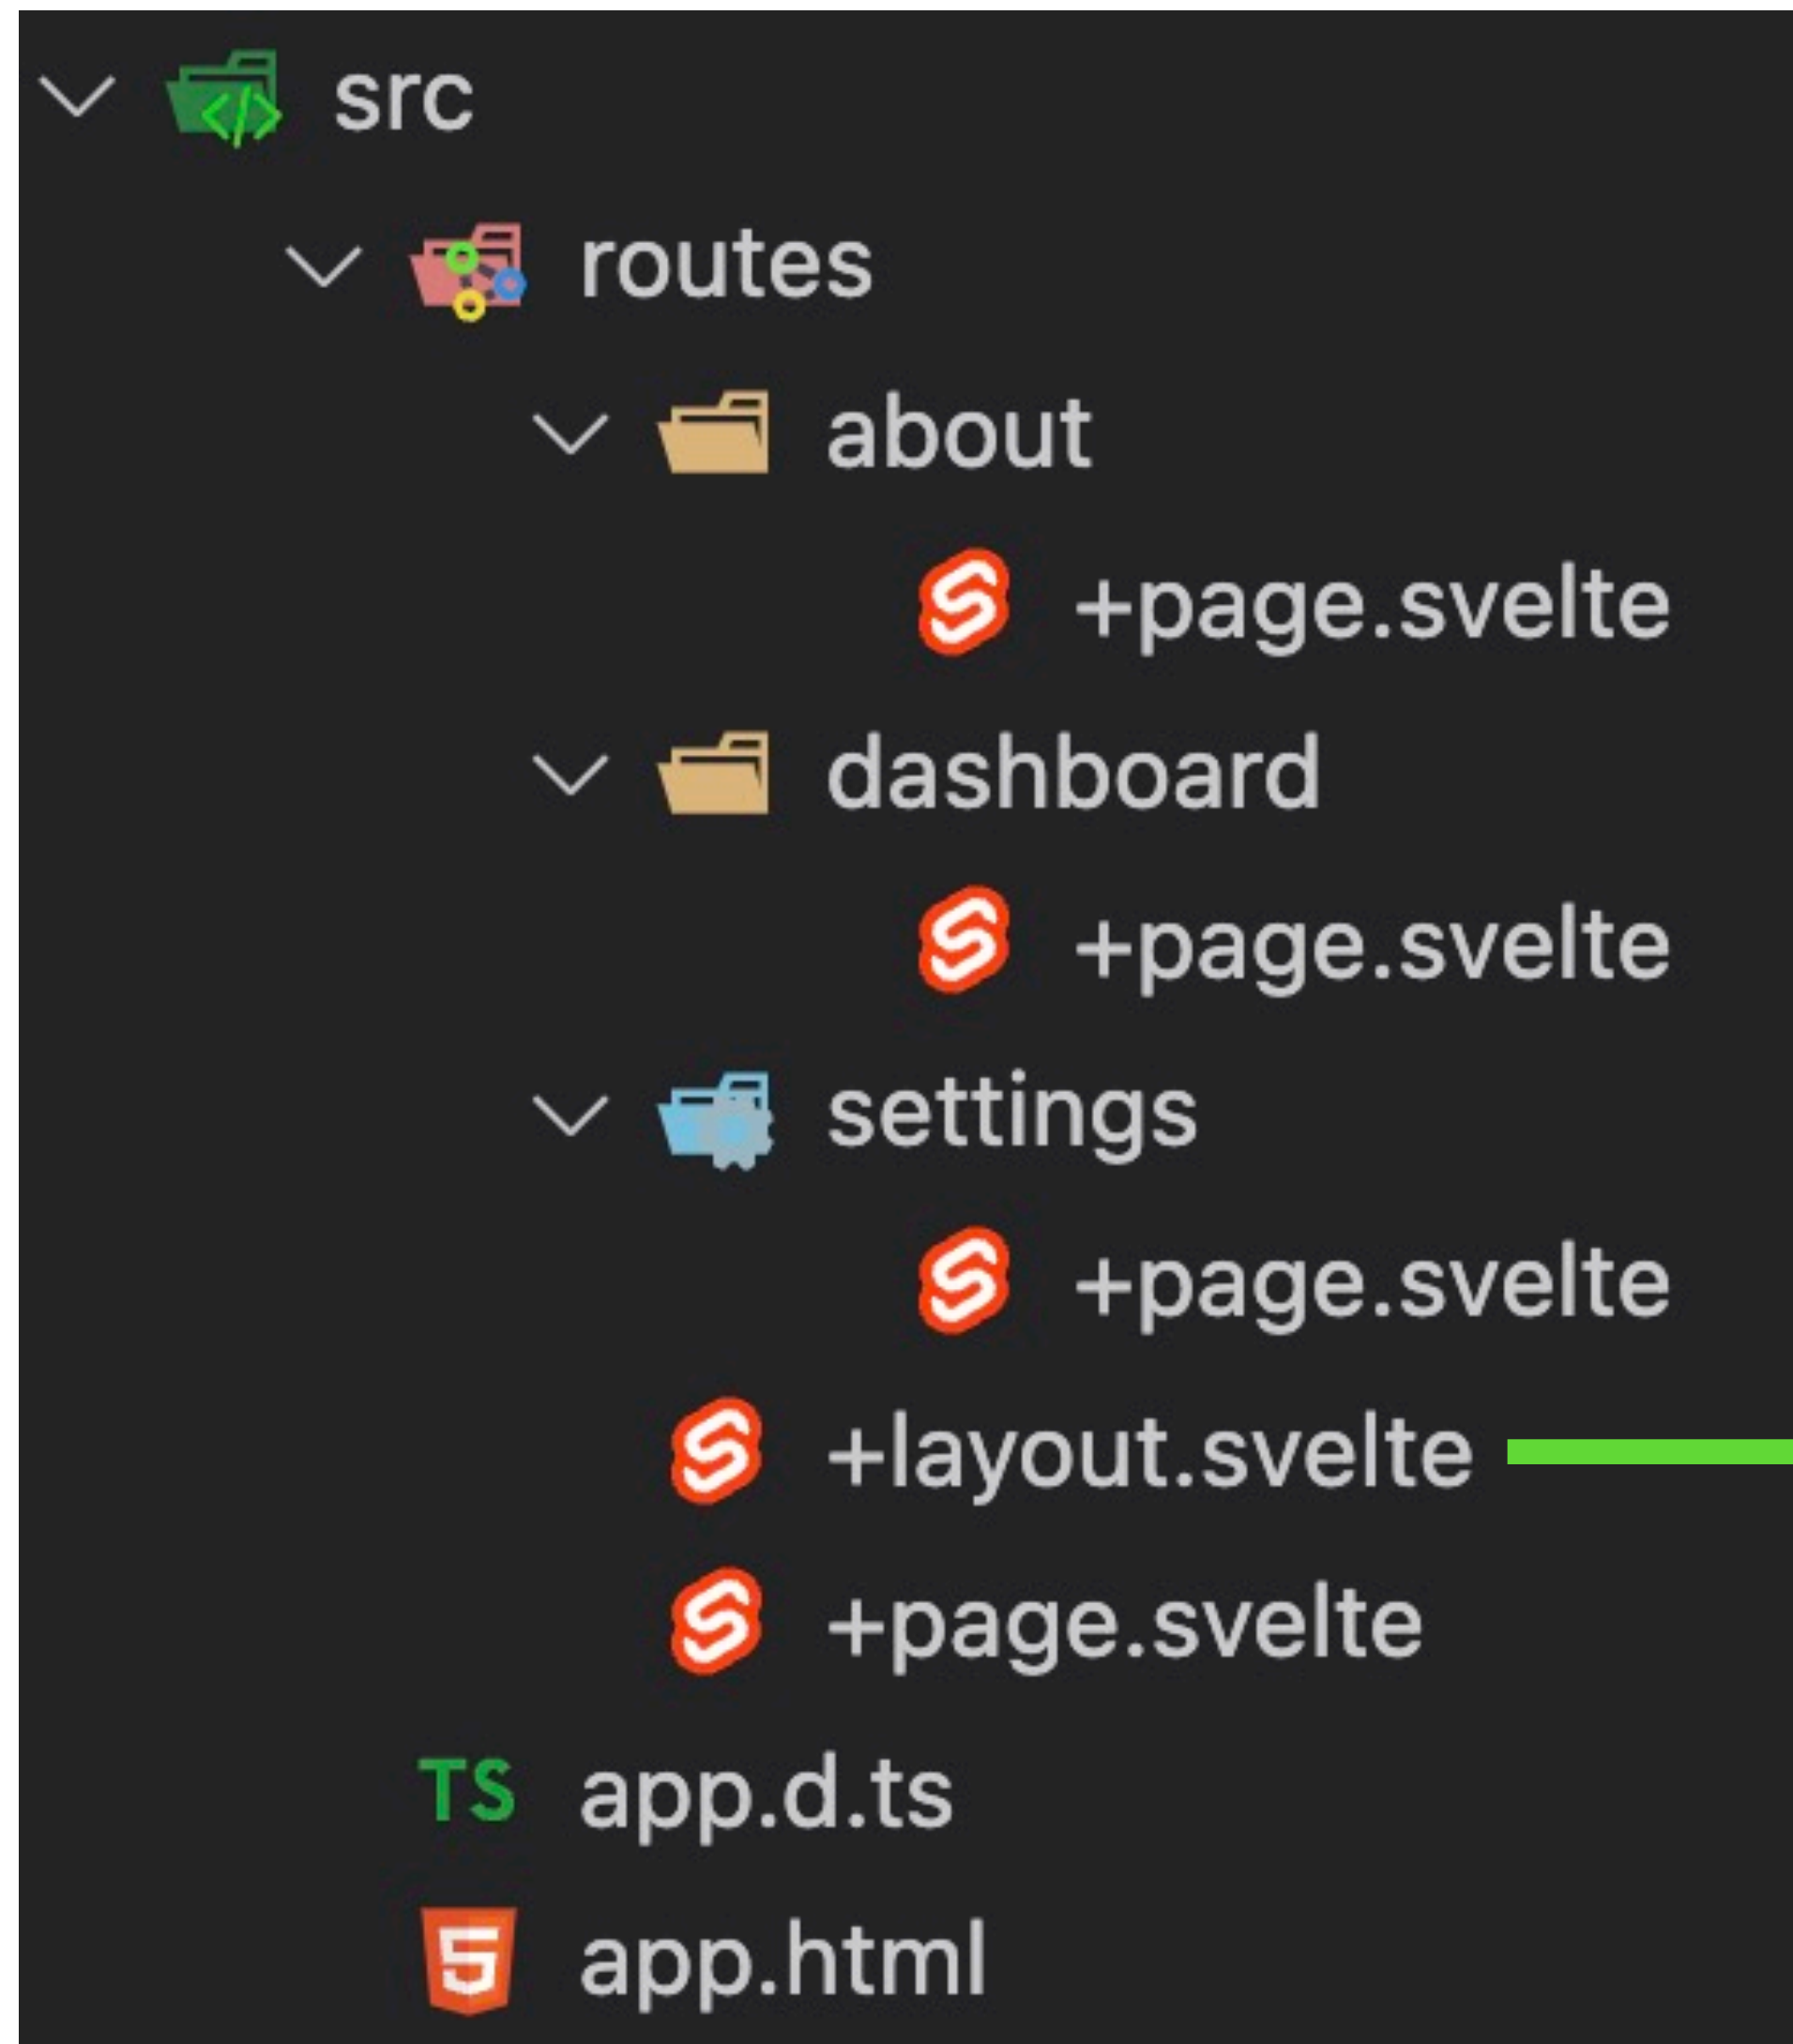 src
routes
about
+page.svelte
dashboard
+page.svelte
settings
+page.svelte
+layout.svelte
+page.svelte
TS app.d.ts
5 app.html